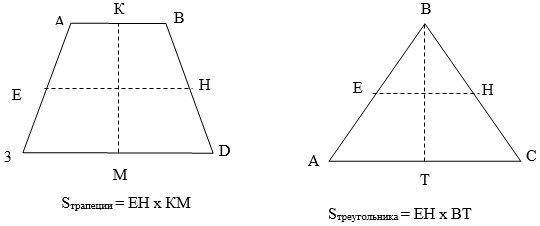 К
А
В
Е
Н
З
D
М
Sтрапеции = ЕН х КМ
В
Е
Н
А
С
Т
Sтреугольника = ЕН х ВТ